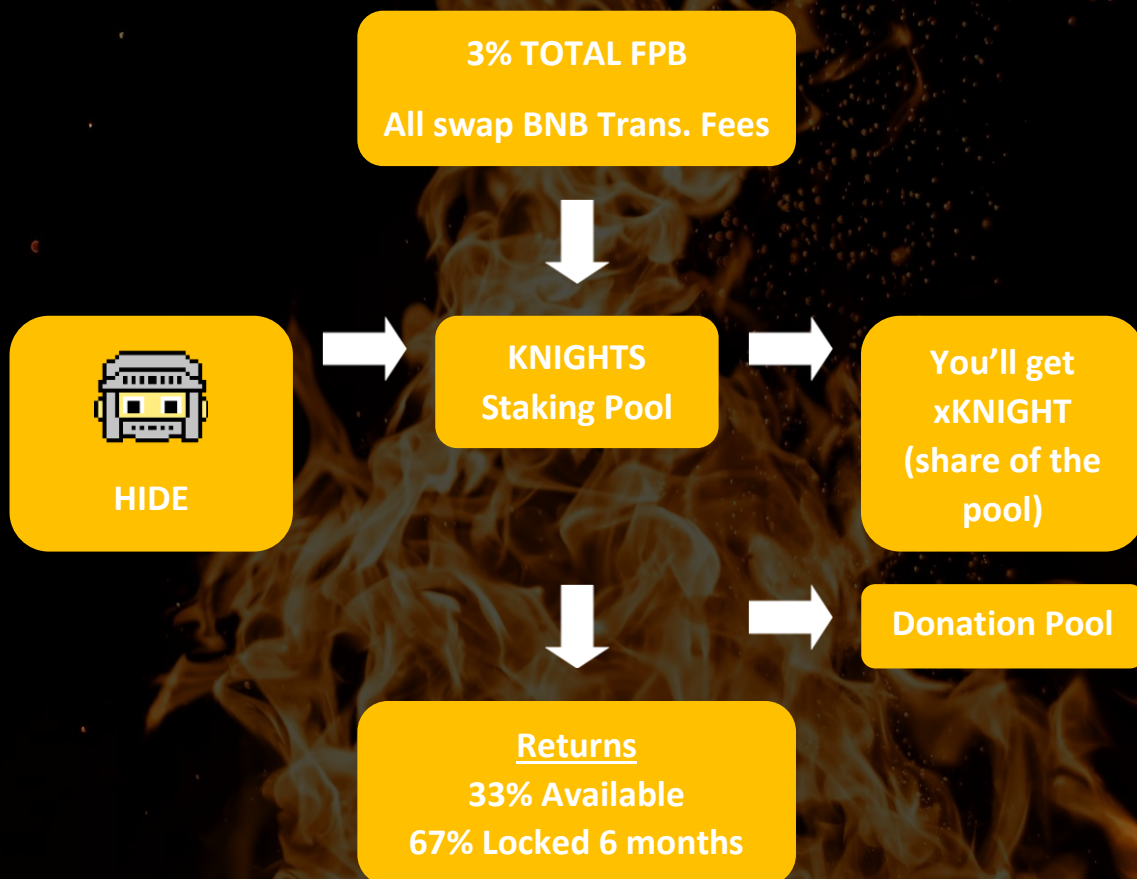 3% TOTAL FPB
All swap BNB Trans. Fees
HIDE
KNIGHTS
Staking Pool
You’ll get
xKNIGHT
(share of the
pool)
Donation Pool
Returns
33% Available
67% Locked 6 months